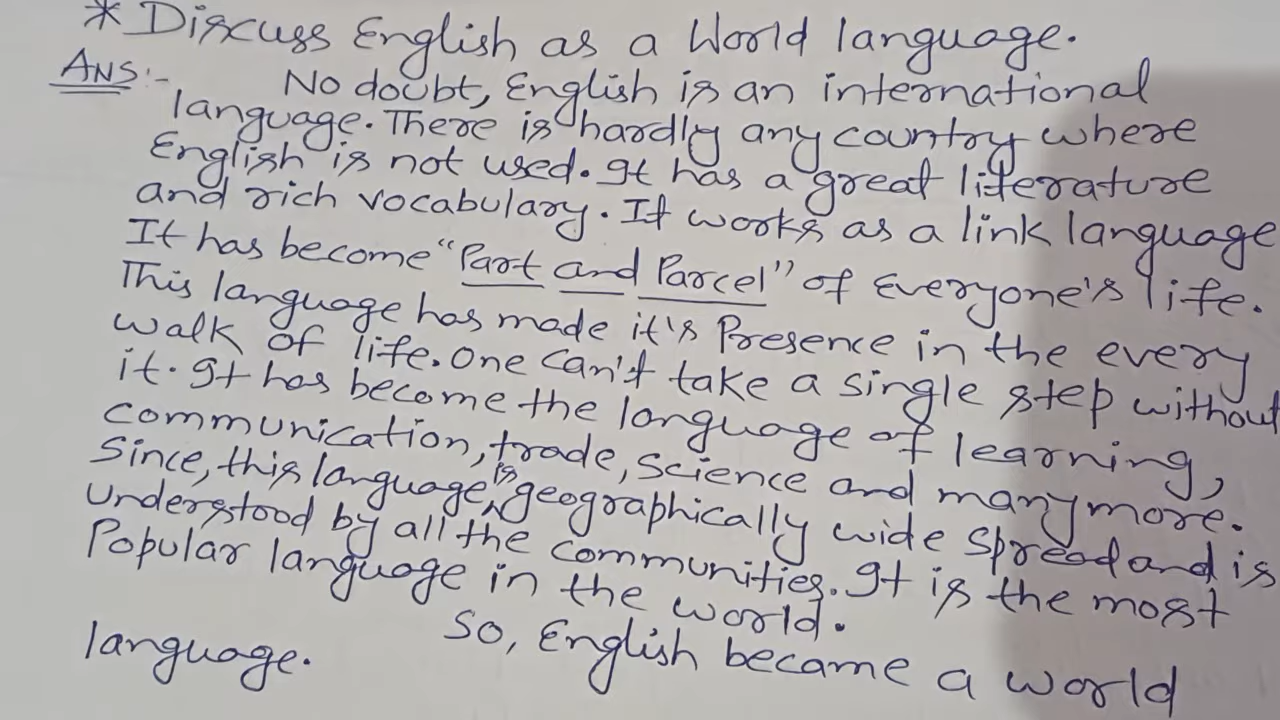 * Discuss English as a World language.
Ans:- No doubt, English is an international
language. There is hardly any country where
English is not used. It has a great literature
and rich vocabulary. It works as a link language
It has become "Part and Parcel" of everyone's life.
This language has made it's Presence in the every
walk of life. One can't take a single step without
it. It has become the language of learning,
communication, trade, science and many more.
Since, this language is geographically wide spread and is
understood by all the communities. It is the most
Popular language in the world.
So, English became a world
language.